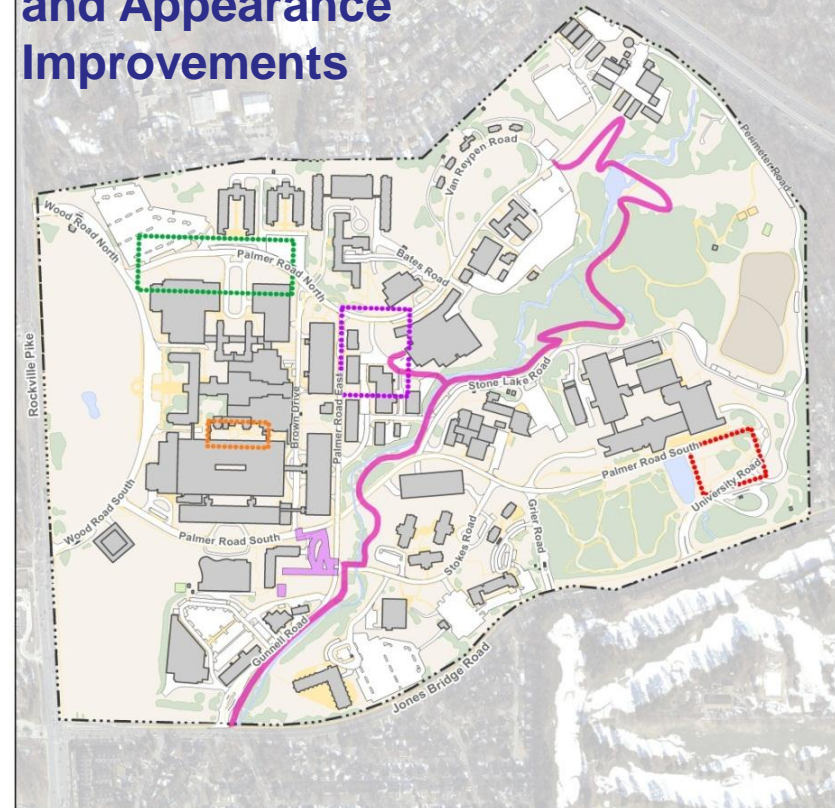 and Appearance
Improvements
Van Reypen Road
Perimeter Road
Wood Road North
Palmer Road North
Bates Road
Rockville Pike
Brown Drive
Palmer Road East
Stone Lake Road
Palmer Road South
University Road
Wood Road South
Palmer Road South
Stokes Road
Grier Road
Gunnell Road
Jones Bridge Road